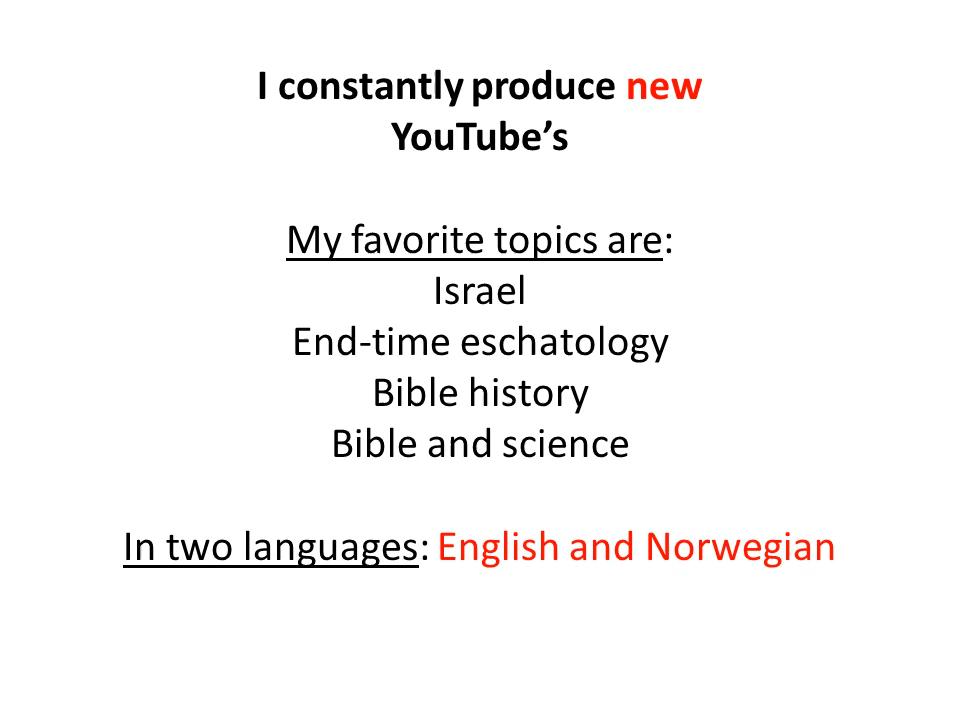 I constantly produce new
YouTube’s
My favorite topics are:
Israel
End-time eschatology
Bible history
Bible and science
In two languages: English and Norwegian